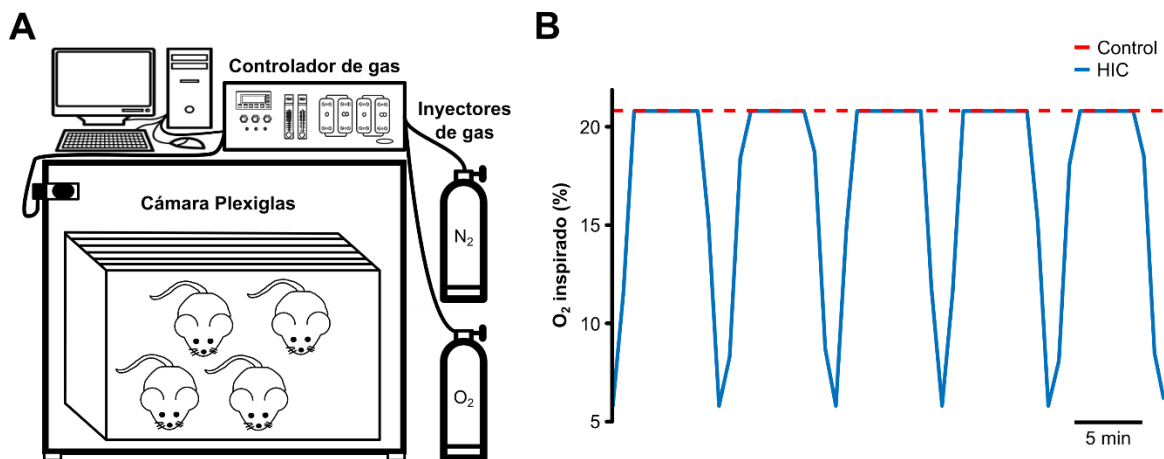 A
Controlador de gas
Inyectores
de gas
Cámara Plexiglas
N2
O2
B
Control
HIC
O2 inspirado (%)
20
15
10
5
5 min